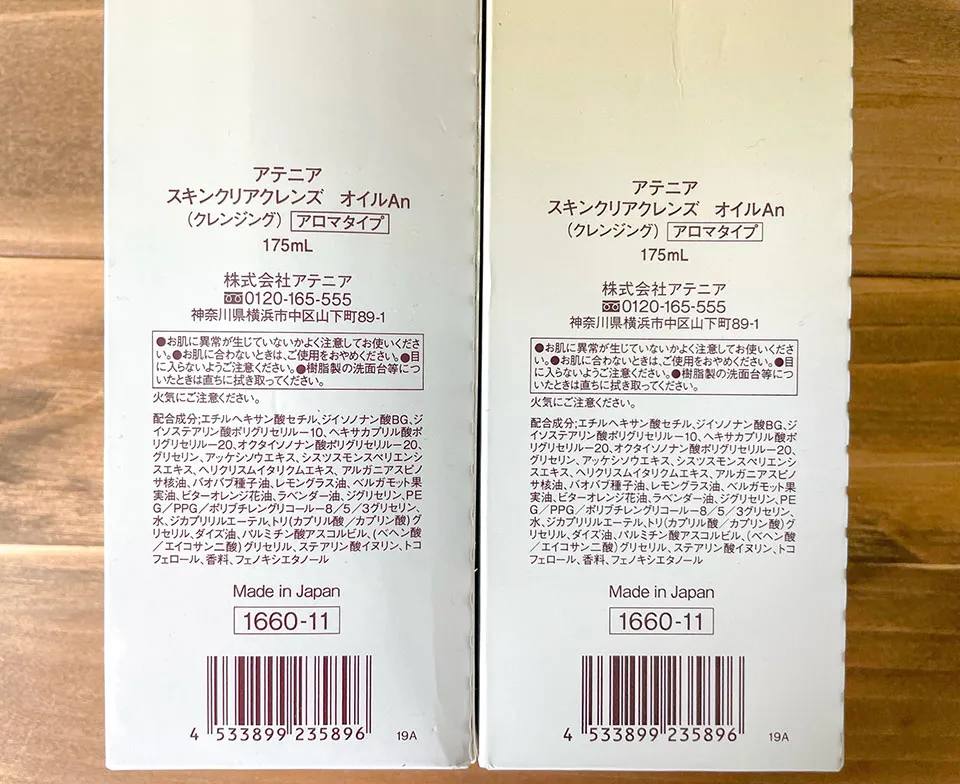 アテニア
スキンクリアクレンズ オイルAn
(クレンジング) アロマタイプ
175mL
株式会社アテニア
0120-165-555
神奈川県横浜市中区山下町89-1
●お肌に異常が生じていないかよく注意してお使いくださ
い。●お肌に合わないときは、ご使用をおやめください。●目
に入らないようご注意ください。●樹脂製の洗面台等につ
いたときは直ちに拭き取ってください。
火気にご注意ください。
配合成分;エチルヘキサン酸セチル、ジイソノナン酸BG、ジ
イソステアリン酸ポリグリセリル−10、ヘキサカプリル酸ポ
リグリセリル−20、オクタイソノナン酸ポリグリセリル−20、
グリセリン、アッケシソウエキス、シスツスモンスペリエンシ
スエキス、ヘリクリスムイタリクムエキス、アルガニアスピノ
サ核油、バオバブ種子油、レモングラス油、ベルガモット果
実油、ビターオレンジ花油、ラベンダー油、ジグリセリン、PE
G/PPG/ポリブチレングリコール−8/5/3グリセリン、
水、ジカプリリルエーテル、トリ(カプリル酸/カプリン酸)グ
リセリル、ダイズ油、パルミチン酸アスコルビル、(ベヘン酸
/エイコサン二酸)グリセリル、ステアリン酸イヌリン、トコ
フェロール、香料、フェノキシエタノール
Made in Japan
1660-11
4 533899 235896
19A
アテニア
スキンクリアクレンズ オイルAn
(クレンジング) アロマタイプ
175mL
株式会社アテニア
0120-165-555
神奈川県横浜市中区山下町89-1
●お肌に異常が生じていないかよく注意してお使いくださ
い。●お肌に合わないときは、ご使用をおやめください。●目
に入らないようご注意ください。●樹脂製の洗面台等につ
いたときは直ちに拭き取ってください。
火気にご注意ください。
配合成分;エチルヘキサン酸セチル、ジイソノナン酸BG、ジ
イソステアリン酸ポリグリセリル−10、ヘキサカプリル酸ポ
リグリセリル−20、オクタイソノナン酸ポリグリセリル−20、
グリセリン、アッケシソウエキス、シスツスモンスペリエンシ
スエキス、ヘリクリスムイタリクムエキス、アルガニアスピノ
サ核油、バオバブ種子油、レモングラス油、ベルガモット果
実油、ビターオレンジ花油、ラベンダー油、ジグリセリン、PE
G/PPG/ポリブチレングリコール−8/5/3グリセリン、
水、ジカプリリルエーテル、トリ(カプリル酸/カプリン酸)グ
リセリル、ダイズ油、パルミチン酸アスコルビル、(ベヘン酸
/エイコサン二酸)グリセリル、ステアリン酸イヌリン、トコ
フェロール、香料、フェノキシエタノール
Made in Japan
1660-11
4 533899 235896
19A